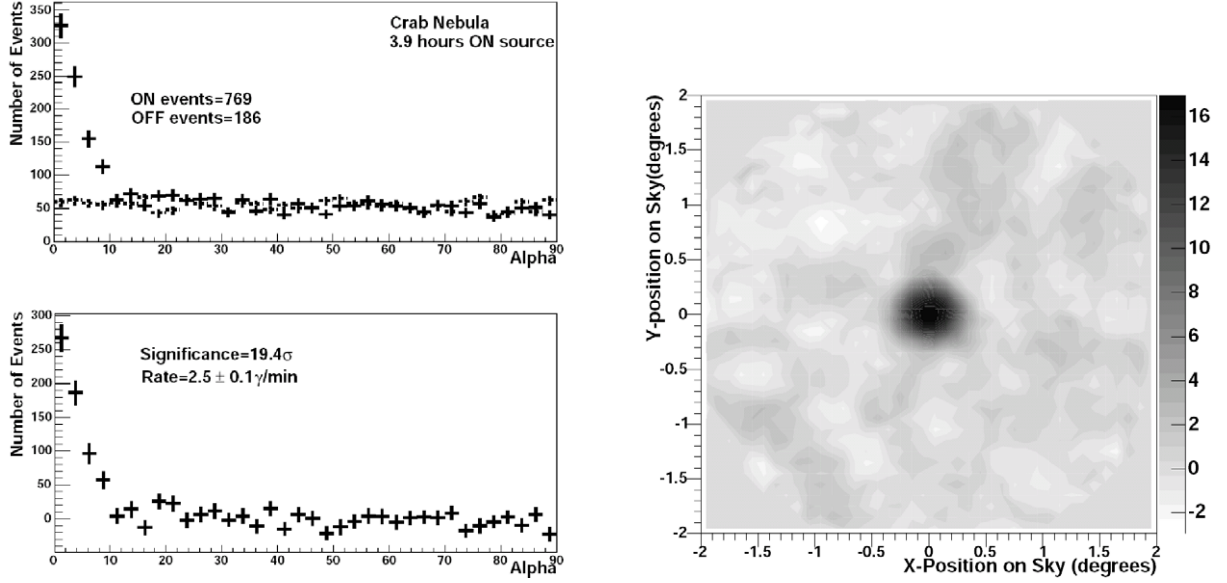 Crab Nebula
3.9 hours ON source
ON events=769
OFF events=186
Number of Events
350
300
250
200
150
100
50
0
0 10 20 30 40 50 60 70 80 90
Alpha
Significance=19.4σ
Rate=2.5 ± 0.1γ/min
Number of Events
300
250
200
150
100
50
0
0 10 20 30 40 50 60 70 80 90
Alpha
Y-position on Sky(degrees)
2
1.5
1
0.5
0
-0.5
-1
-1.5
-2
-2 -1.5 -1 -0.5 0 0.5 1 1.5 2
X-Position on Sky (degrees)
16
14
12
10
8
6
4
2
0
-2